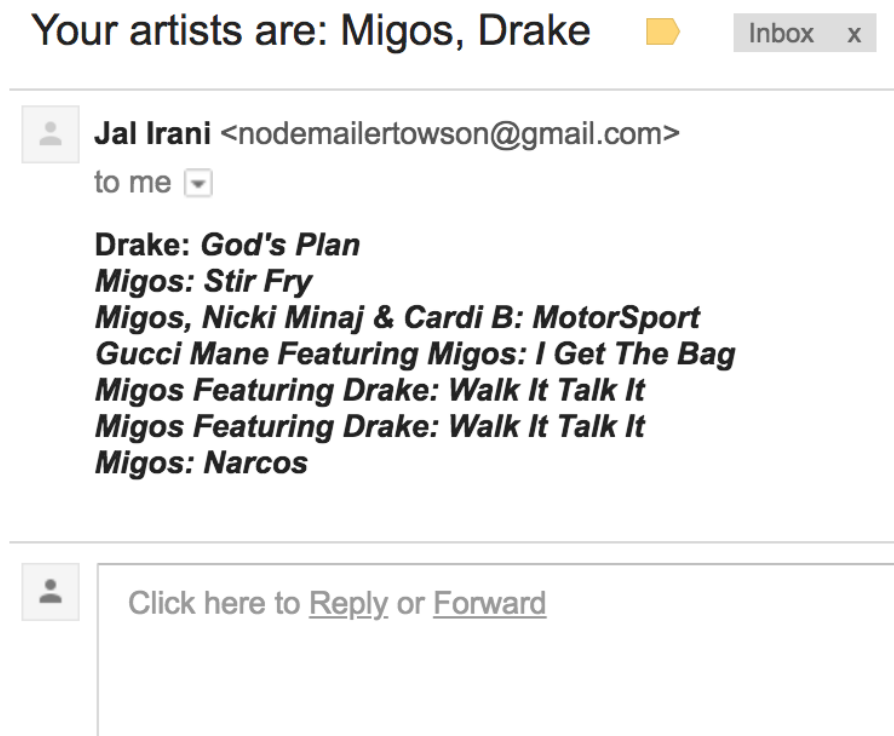 Your artists are: Migos, Drake Inbox x
Jal Irani <nodemailertowson@gmail.com>
to me
Drake: God's Plan
Migos: Stir Fry
Migos, Nicki Minaj & Cardi B: MotorSport
Gucci Mane Featuring Migos: I Get The Bag
Migos Featuring Drake: Walk It Talk It
Migos Featuring Drake: Walk It Talk It
Migos: Narcos
Click here to Reply or Forward